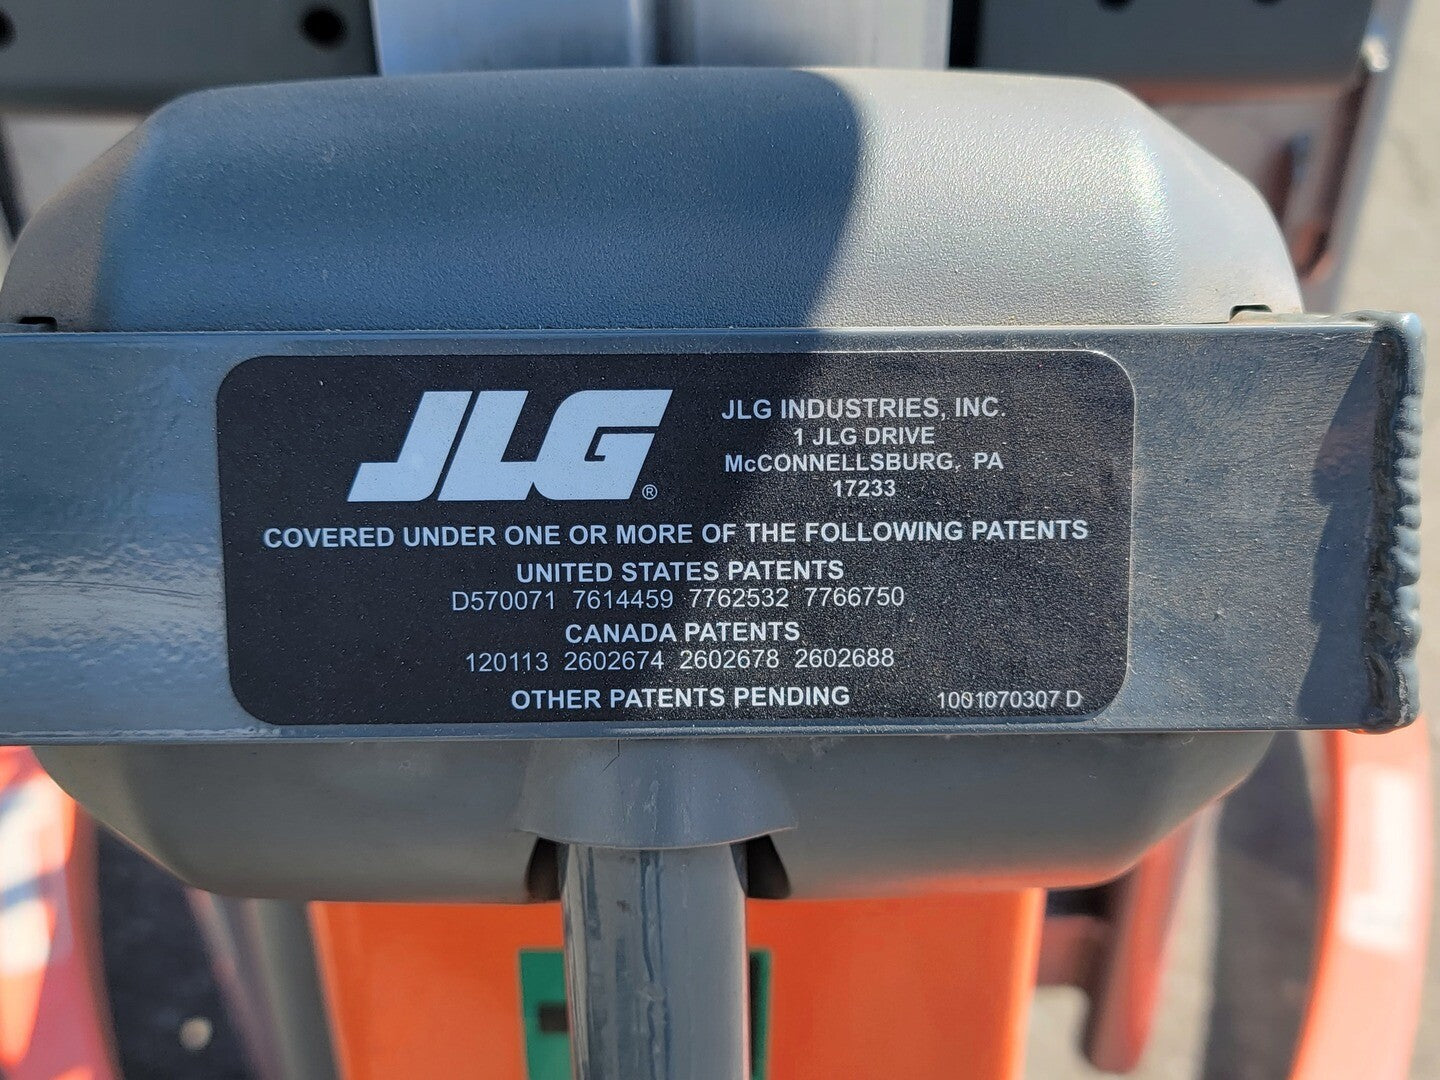 JLG®
JLG INDUSTRIES, INC.
1 JLG DRIVE
McCONNELLSBURG, PA
17233
COVERED UNDER ONE OR MORE OF THE FOLLOWING PATENTS
UNITED STATES PATENTS
D570071 7614459 7762532 7766750
CANADA PATENTS
120113 2602674 2602678 2602688
OTHER PATENTS PENDING 1001070307 D